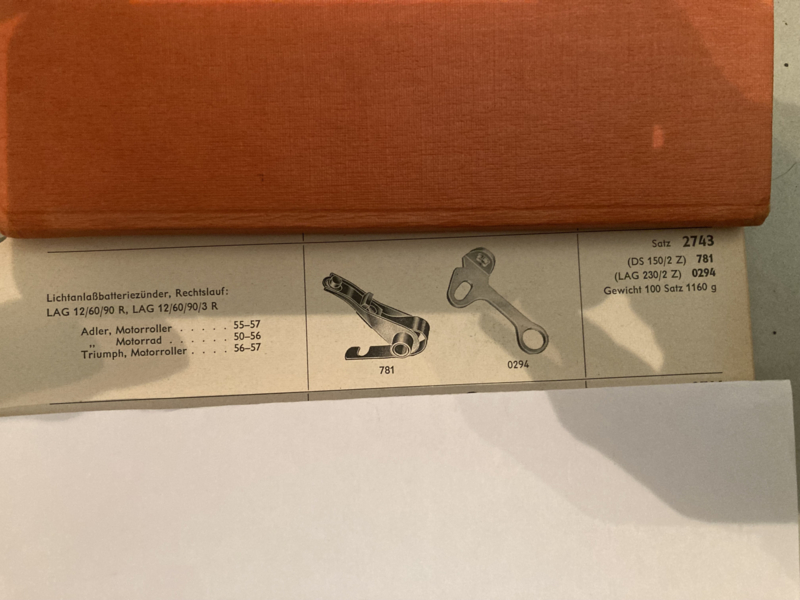 Lichtanlaßbatteriezünder, Rechtslauf:
LAG 12/60/90 R, LAG 12/60/90/3 R
Adler, Motorroller . . . . . 55–57
„ Motorrad . . . . . . 50–56
Triumph, Motorroller . . . . 56–57
781
0294
Satz 2743
(DS 150/2 Z) 781
(LAG 230/2 Z) 0294
Gewicht 100 Satz 1160 g